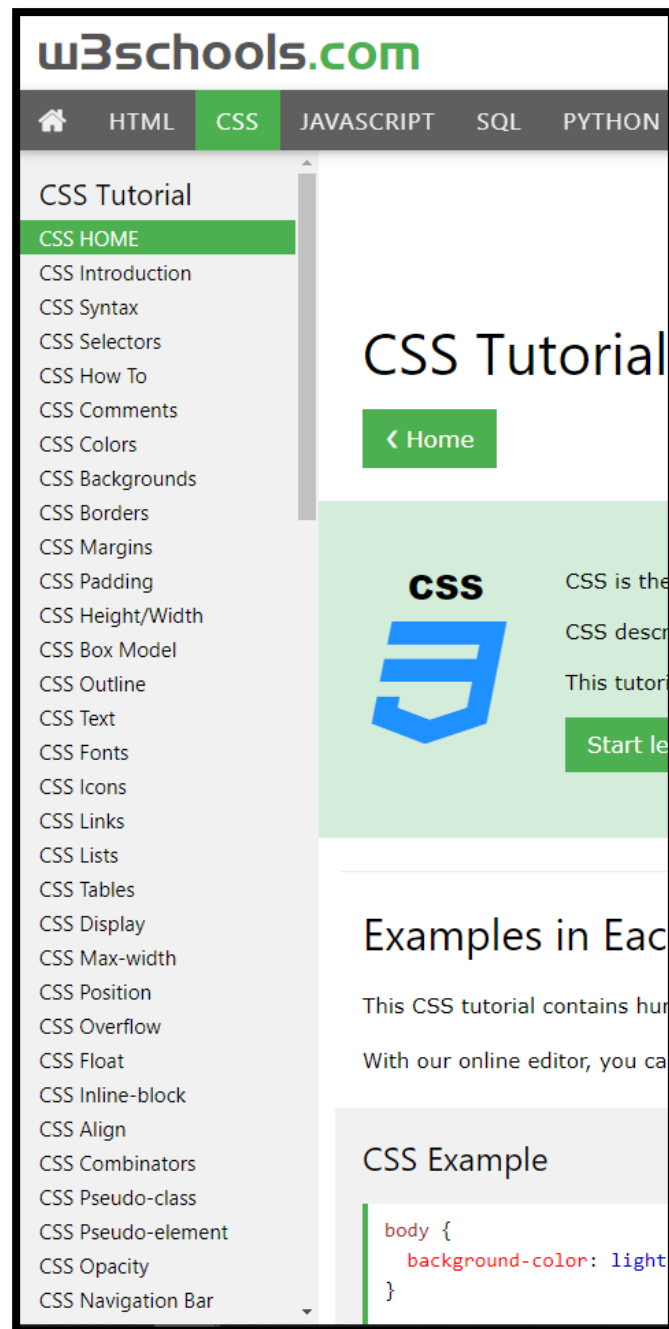 w3schools.com
HTML CSS JAVASCRIPT SQL PYTHON
CSS Tutorial
CSS HOME
CSS Introduction
CSS Syntax
CSS Selectors
CSS How To
CSS Comments
CSS Colors
CSS Backgrounds
CSS Borders
CSS Margins
CSS Padding
CSS Height/Width
CSS Box Model
CSS Outline
CSS Text
CSS Fonts
CSS Icons
CSS Links
CSS Lists
CSS Tables
CSS Display
CSS Max-width
CSS Position
CSS Overflow
CSS Float
CSS Inline-block
CSS Align
CSS Combinators
CSS Pseudo-class
CSS Pseudo-element
CSS Opacity
CSS Navigation Bar
CSS Tutorial
❮ Home
CSS
CSS is the
CSS descr
This tutori
Start le
Examples in Eac
This CSS tutorial contains hun
With our online editor, you ca
CSS Example
body {
background-color: light
}